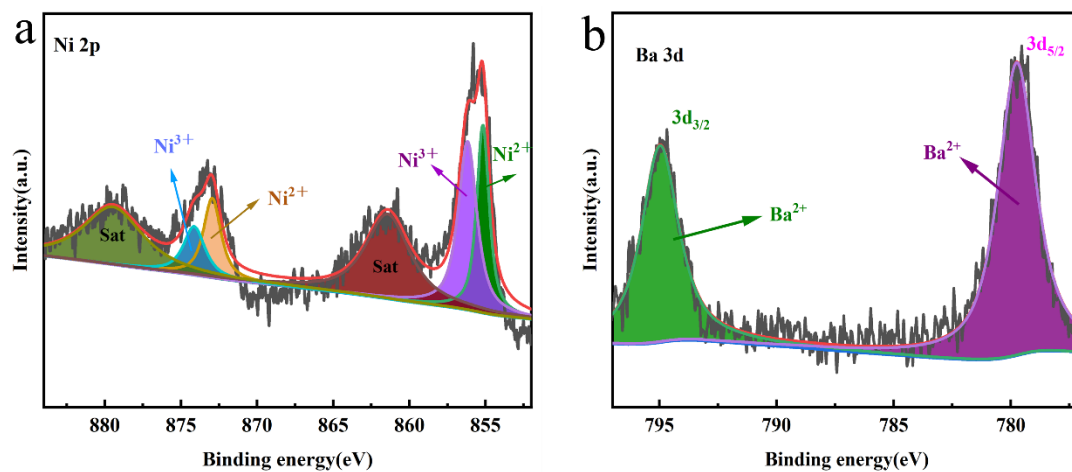 a
Ni 2p
Intensity(a.u.)
Sat
Ni³⁺
Ni²⁺
Sat
Ni³⁺
Ni²⁺
880
875
870
865
860
855
Binding energy(eV)
b
Ba 3d
Intensity(a.u.)
3d₃/₂
Ba²⁺
3d₅/₂
Ba²⁺
795
790
785
780
Binding energy(eV)